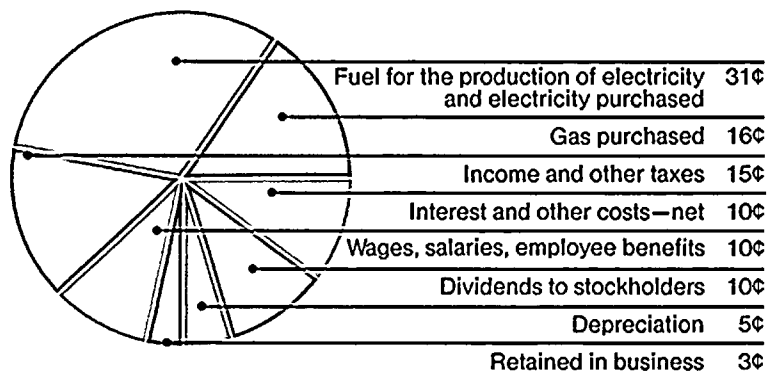 Fuel for the production of electricity 31¢
and electricity purchased
Gas purchased 16¢
Income and other taxes 15¢
Interest and other costs—net 10¢
Wages, salaries, employee benefits 10¢
Dividends to stockholders 10¢
Depreciation 5¢
Retained in business 3¢